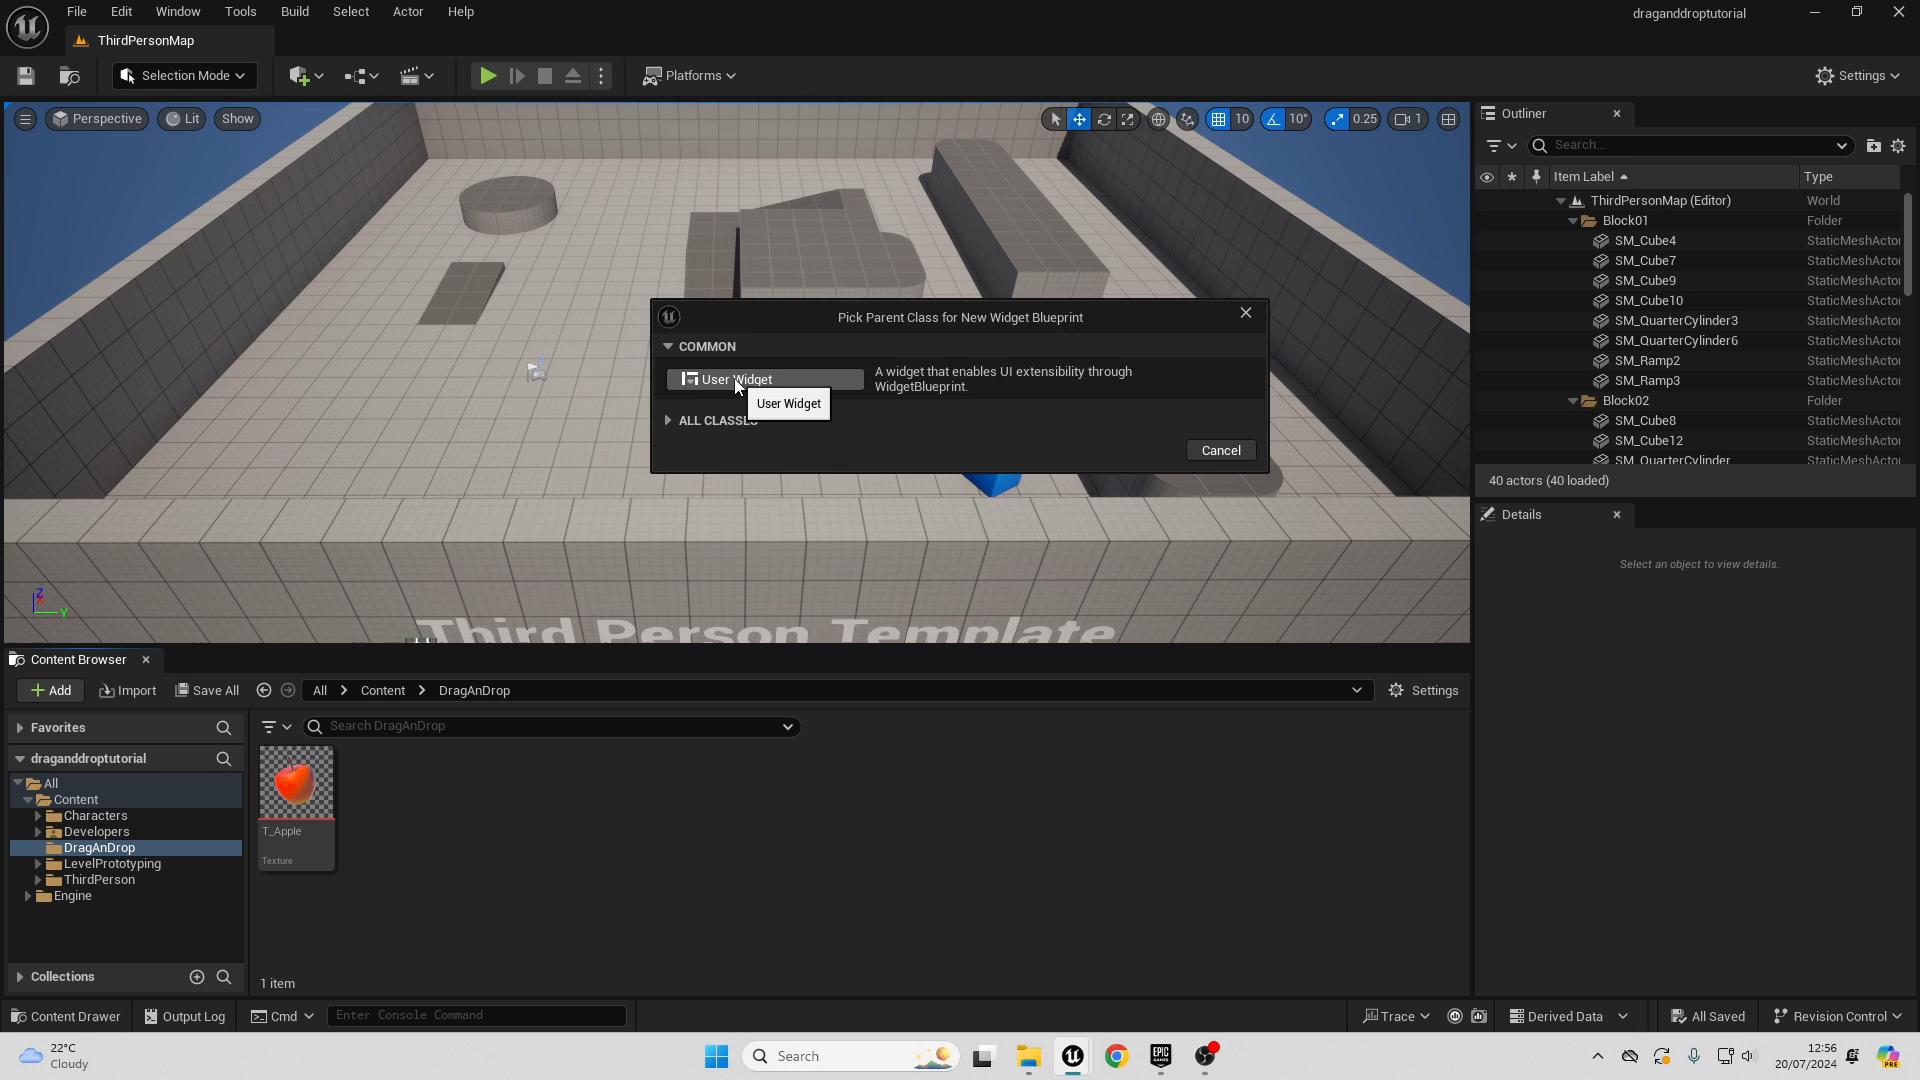 File Edit Window Tools Build Select Actor Help
draganddroptutorial
ThirdPersonMap
Selection Mode
Platforms
Settings
Perspective
Lit
Show
10
10°
0.25
1
Outliner
Search...
Item Label
Type
ThirdPersonMap (Editor) World
Block01 Folder
SM_Cube4 StaticMeshActor
SM_Cube7 StaticMeshActor
SM_Cube9 StaticMeshActor
SM_Cube10 StaticMeshActor
SM_QuarterCylinder3 StaticMeshActor
SM_QuarterCylinder6 StaticMeshActor
SM_Ramp2 StaticMeshActor
SM_Ramp3 StaticMeshActor
Block02 Folder
SM_Cube8 StaticMeshActor
SM_Cube12 StaticMeshActor
SM_QuarterCylinder StaticMeshActor
40 actors (40 loaded)
Details
Select an object to view details.
Pick Parent Class for New Widget Blueprint
COMMON
User Widget
A widget that enables UI extensibility through
WidgetBlueprint.
User Widget
ALL CLASSES
Cancel
Z
X
Y
Third Person Template
Content Browser
Add
Import
Save All
All
Content
DragAnDrop
Settings
Favorites
Search DragAnDrop
draganddroptutorial
All
Content
Characters
Developers
DragAnDrop
LevelPrototyping
ThirdPerson
Engine
T_Apple
Texture
Collections
1 item
Content Drawer
Output Log
Cmd
Enter Console Command
Trace
Derived Data
All Saved
Revision Control
22°C
Cloudy
Search
EPIC
GAMES
12:56
20/07/2024
PRE